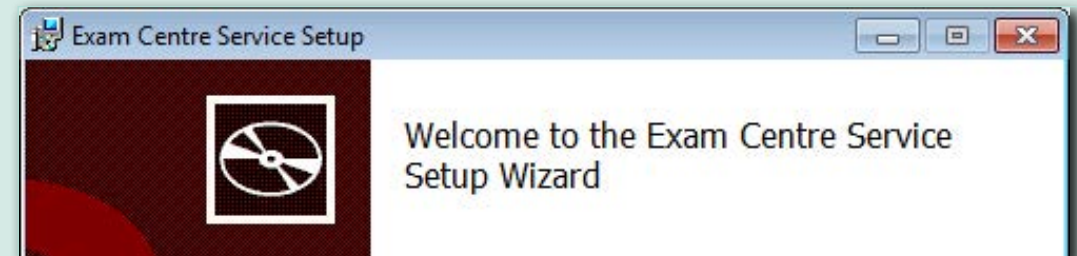 Exam Centre Service Setup
Welcome to the Exam Centre Service
Setup Wizard